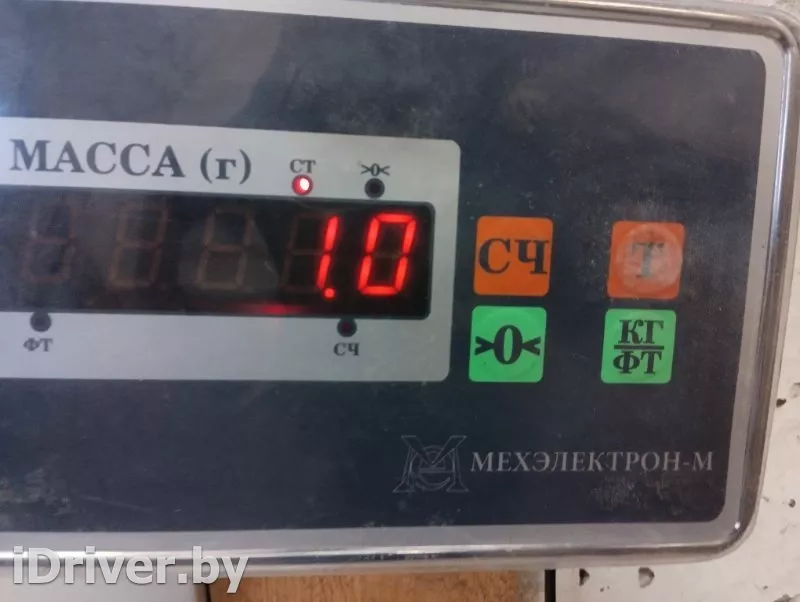 МАССА (г)
СТ
>0<
1.0
СЧ
Т
ФТ
СЧ
>0<
КГ
ФТ
МЕХЭЛЕКТРОН-М
iDriver.by